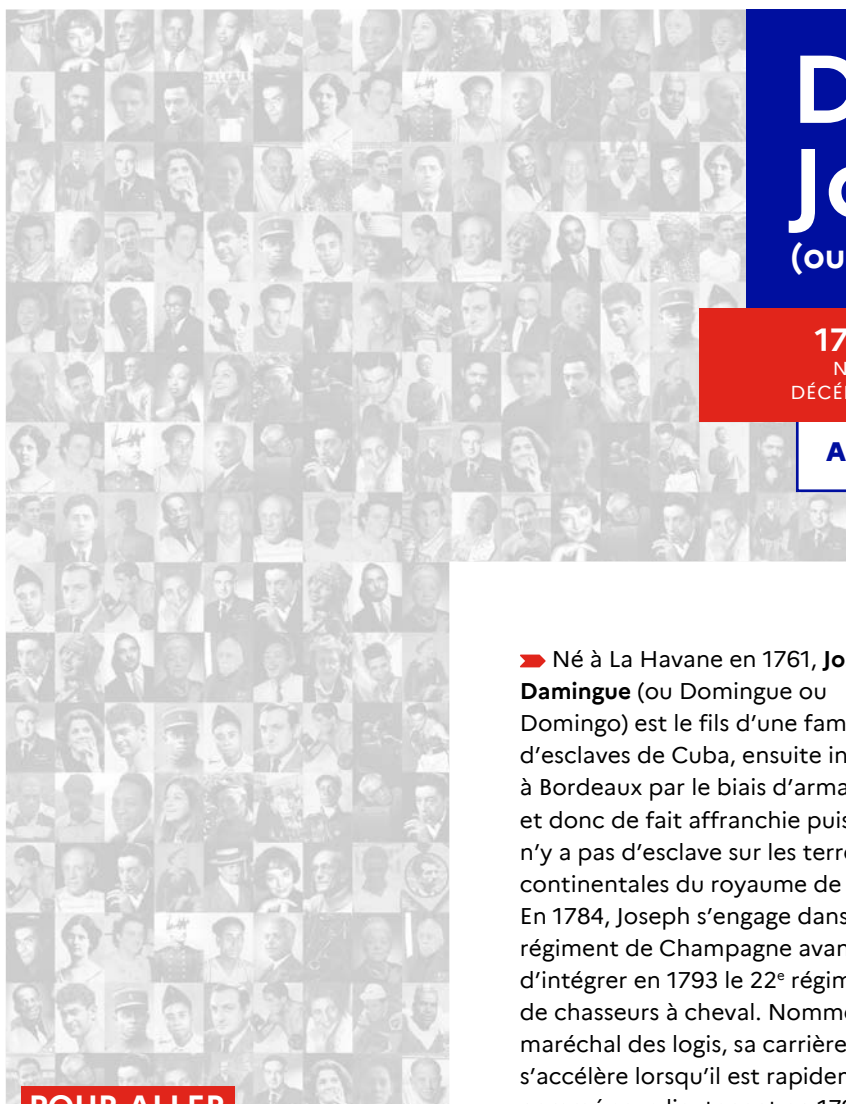 D
Jo
(ou
17
N
DÉCÉ
A
Né à La Havane en 1761, Jo
Damingue (ou Domingue ou
Domingo) est le fils d’une fam
d’esclaves de Cuba, ensuite in
à Bordeaux par le biais d’arma
et donc de fait affranchie puis
n’y a pas d’esclave sur les terre
continentales du royaume de
En 1784, Joseph s’engage dans
régiment de Champagne avan
d’intégrer en 1793 le 22e régim
de chasseurs à cheval. Nommé
maréchal des logis, sa carrière
s’accélère lorsqu’il est rapiden
POUR ALLER